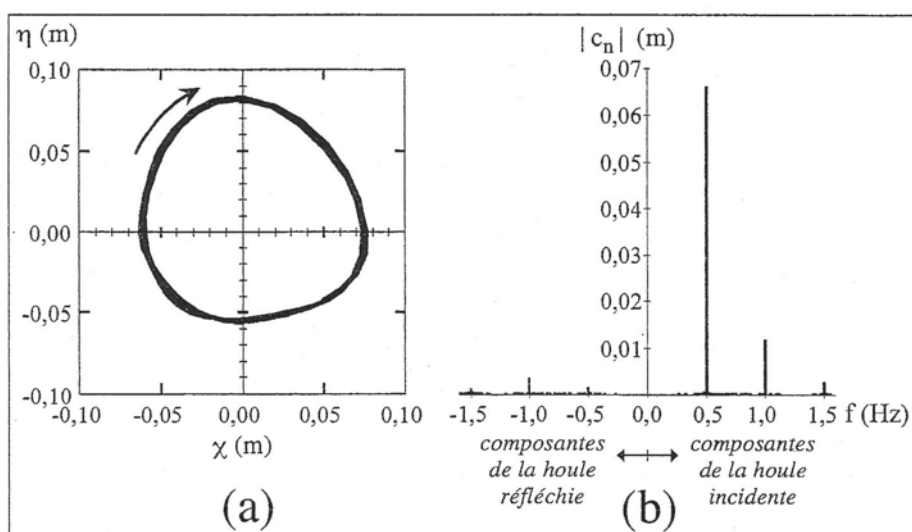 η (m)
0,10
0,05
0,00
-0,05
-0,10
-0,10 -0,05 0,00 0,05 0,10
χ (m)
(a)
|cₙ| (m)
0,07
0,06
0,05
0,04
0,03
0,02
0,01
-1,5 -1,0 -0,5 0,0 0,5 1,0 1,5 f (Hz)
composantes composantes
de la houle de la houle
réfléchie incidente
(b)